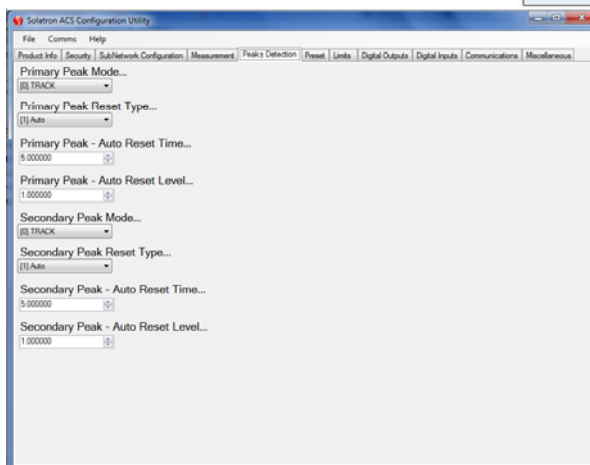 Solatron ACS Configuration Utility
File Comms Help
Product Info Security SubNetwork Configuration Measurement Peaks Detection Preset Limits Digital Outputs Digital Inputs Communications Miscellaneous
Primary Peak Mode...
[0] TRACK
Primary Peak Reset Type...
[1] Auto
Primary Peak - Auto Reset Time...
5.000000
Primary Peak - Auto Reset Level...
1.000000
Secondary Peak Mode...
[0] TRACK
Secondary Peak Reset Type...
[1] Auto
Secondary Peak - Auto Reset Time...
5.000000
Secondary Peak - Auto Reset Level...
1.000000